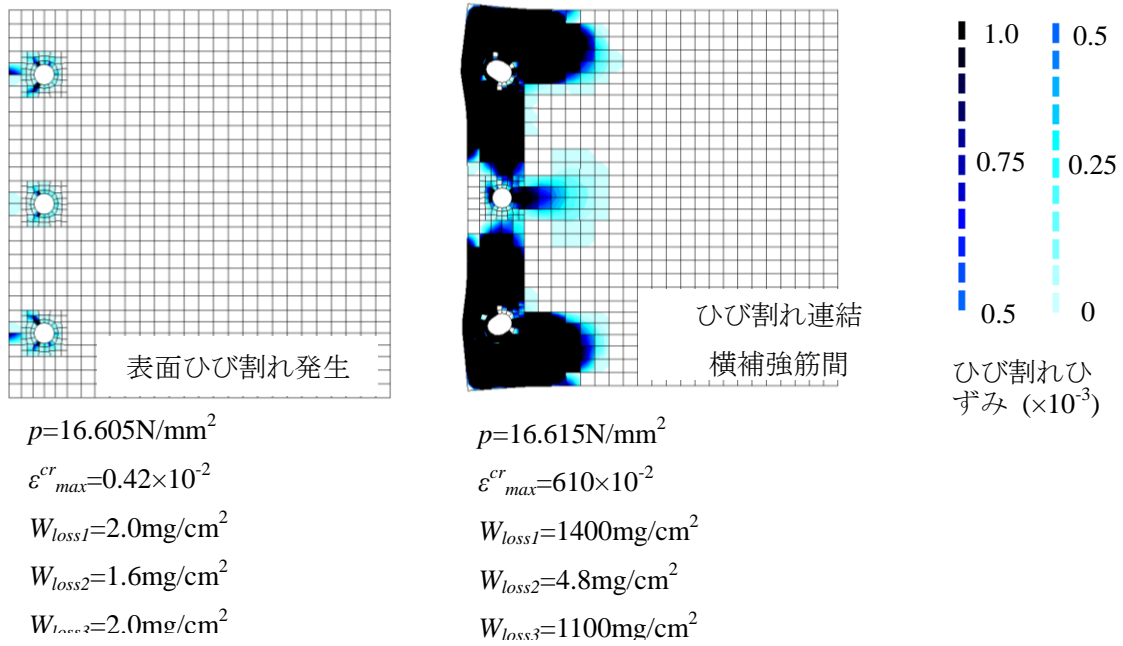 表面ひび割れ発生
p=16.605N/mm²
ε^cr_max=0.42×10⁻²
W_loss1=2.0mg/cm²
W_loss2=1.6mg/cm²
W_loss3=2.0mg/cm²
ひび割れ連結
横補強筋間
p=16.615N/mm²
ε^cr_max=610×10⁻²
W_loss1=1400mg/cm²
W_loss2=4.8mg/cm²
W_loss3=1100mg/cm²
1.0
0.75
0.5
0.5
0.25
0
ひび割れひ
ずみ (×10⁻³)